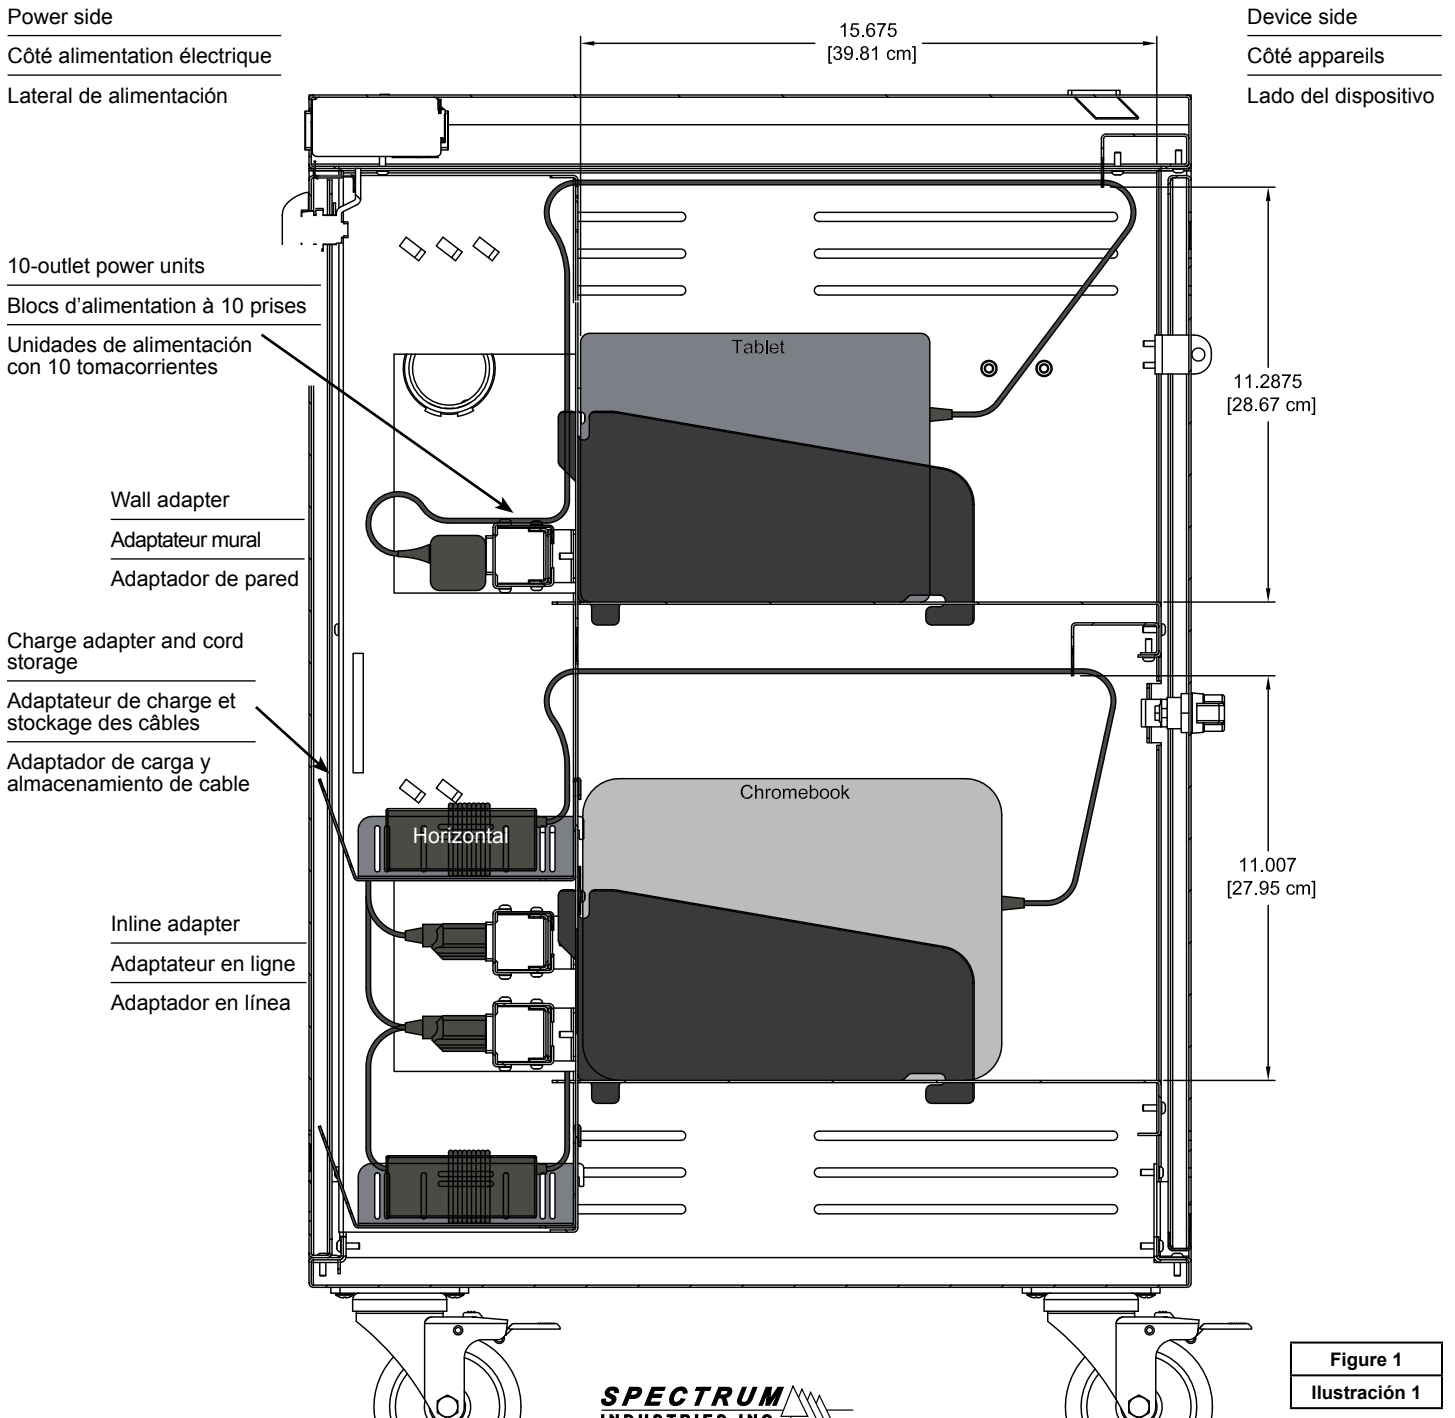 Power side
Côté alimentation électrique
Lateral de alimentación
15.675
[39.81 cm]
Device side
Côté appareils
Lado del dispositivo
10-outlet power units
Blocs d'alimentation à 10 prises
Unidades de alimentación
con 10 tomacorrientes
Tablet
11.2875
[28.67 cm]
Wall adapter
Adaptateur mural
Adaptador de pared
Charge adapter and cord
storage
Adaptateur de charge et
stockage des câbles
Adaptador de carga y
almacenamiento de cable
Chromebook
Horizontal
11.007
[27.95 cm]
Inline adapter
Adaptateur en ligne
Adaptador en línea
SPECTRUM
INDUSTRIES INC
Figure 1
Ilustración 1